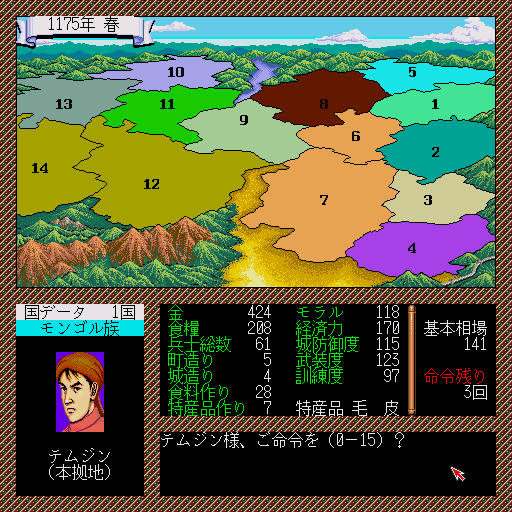 1175年 春
10
5
13
11
8
1
9
6
2
14
12
7
3
4
国データ 1国
モンゴル族
テムジン
(本拠地)
金 424
食糧 208
兵士総数 61
町造り 5
城造り 4
食料作り 28
特産品作り 7
モラル 118
経済力 170
城防御度 115
武装度 123
訓練度 97
特産品 毛 皮
基本相場
141
命令残り
3回
テムジン様、ご命令を (0-15) ?